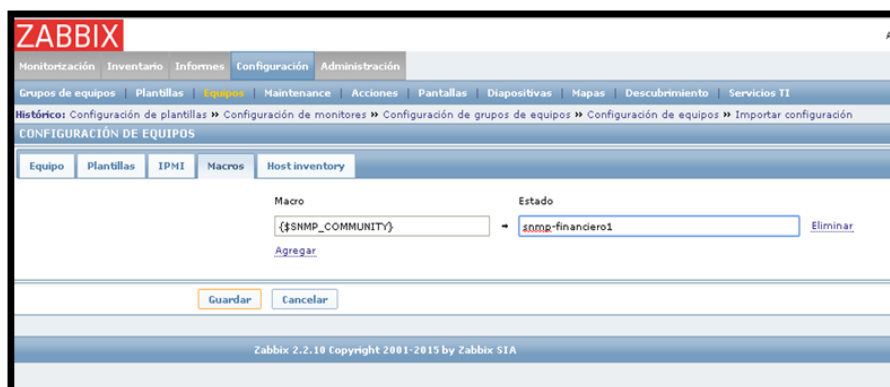 ZABBIX
A
Monitorización Inventario Informes Configuración Administración
Grupos de equipos | Plantillas | Equipos | Maintenance | Acciones | Pantallas | Diapositivas | Mapas | Descubrimiento | Servicios TI
Histórico: Configuración de plantillas » Configuración de monitores » Configuración de grupos de equipos » Configuración de equipos » Importar configuración
CONFIGURACIÓN DE EQUIPOS
Equipo Plantillas IPMI Macros Host inventory
Macro Estado
{$SNMP_COMMUNITY} ⇒ snmp-financiero1 Eliminar
Agregar
Guardar Cancelar
Zabbix 2.2.10 Copyright 2001-2015 by Zabbix SIA